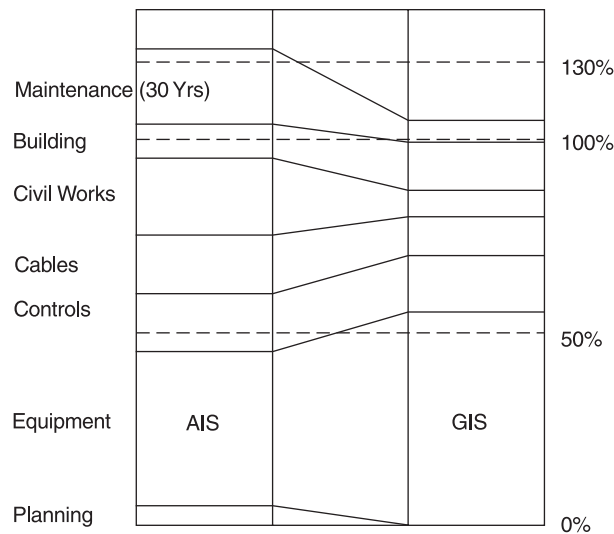 130%
Maintenance (30 Yrs)
Building
100%
Civil Works
Cables
Controls
50%
Equipment
AIS
GIS
Planning
0%